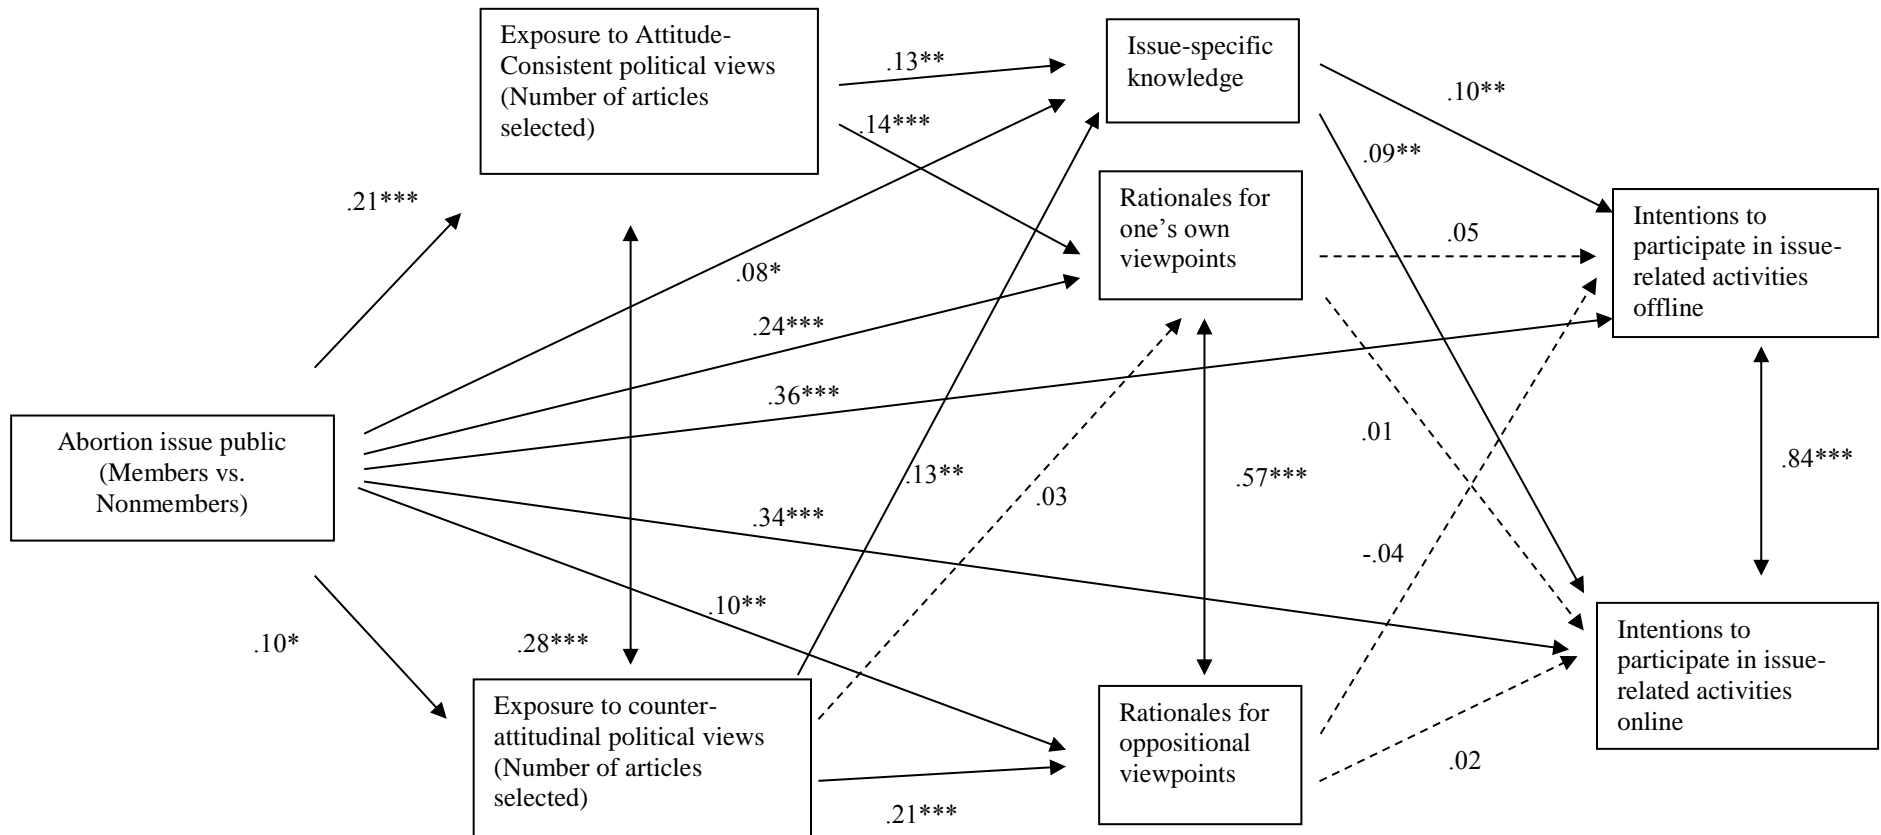 Exposure to Attitude-
Consistent political views
(Number of articles
selected)
Issue-specific
knowledge
.13**
.10**
.14***
.09**
.21***
Rationales for
one’s own
viewpoints
Intentions to
participate in issue-
related activities
offline
.05
.08*
.24***
.36***
.01
Abortion issue public
(Members vs.
Nonmembers)
.13**
.57***
.84***
.03
.34***
-.04
.10**
.10*
.28***
Intentions to
participate in issue-
related activities
online
Exposure to counter-
attitudinal political views
(Number of articles
selected)
Rationales for
oppositional
viewpoints
.02
.21***